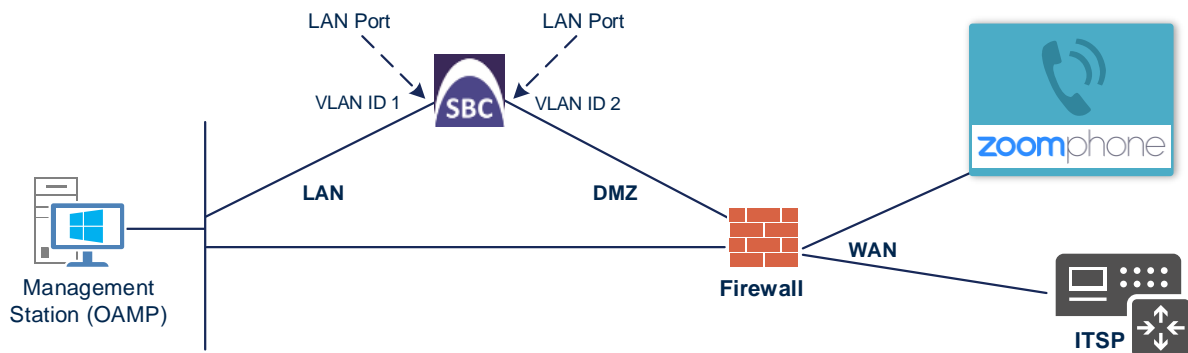 LAN Port
LAN Port
VLAN ID 1
SBC
VLAN ID 2
zoomphone
LAN
DMZ
WAN
Management
Station (OAMP)
Firewall
ITSP